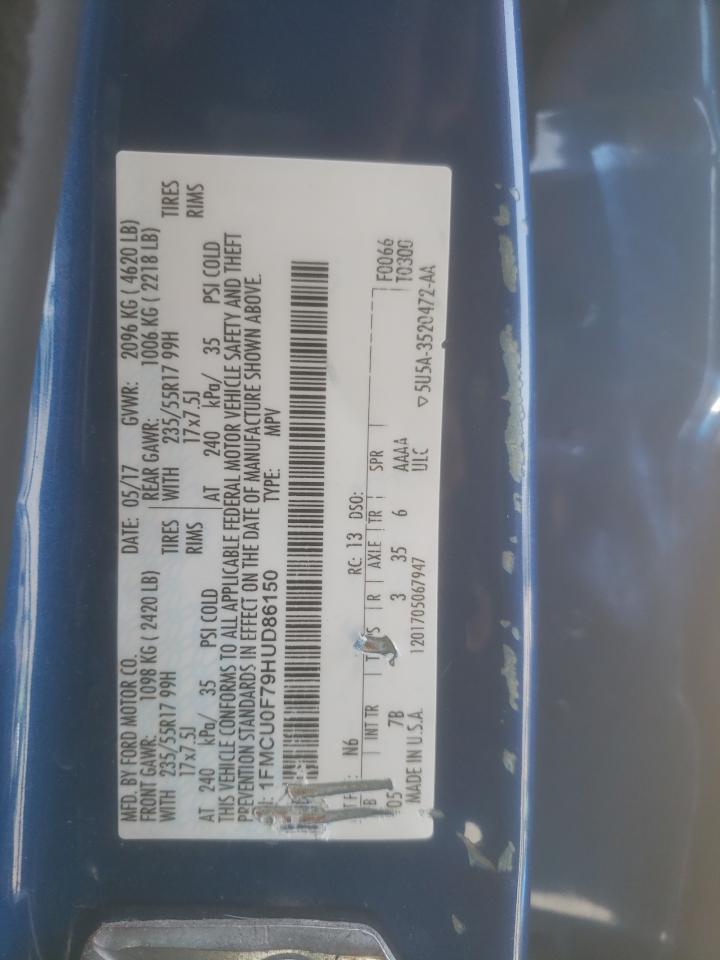 MFD. BY FORD MOTOR CO. DATE: 05/17 GVWR: 2096 KG ( 4620 LB)
FRONT GAWR: 1098 KG ( 2420 LB) REAR GAWR: 1006 KG ( 2218 LB)
WITH 235/55R17 99H TIRES WITH 235/55R17 99H TIRES
17x7.5J RIMS 17x7.5J RIMS
AT 240 kPa/ 35 PSI COLD AT 240 kPa/ 35 PSI COLD
THIS VEHICLE CONFORMS TO ALL APPLICABLE FEDERAL MOTOR VEHICLE SAFETY AND THEFT
PREVENTION STANDARDS IN EFFECT ON THE DATE OF MANUFACTURE SHOWN ABOVE.
1FMCU0F79HUD86150 TYPE: MPV
F0066
T0300
N6 RC: 13 DSO:
B INT TR R AXLE TR SPR
05 7B 3 35 6 AAAA
MADE IN U.S.A. 1201705067947 ULC
▽5U5A-3520472-AA